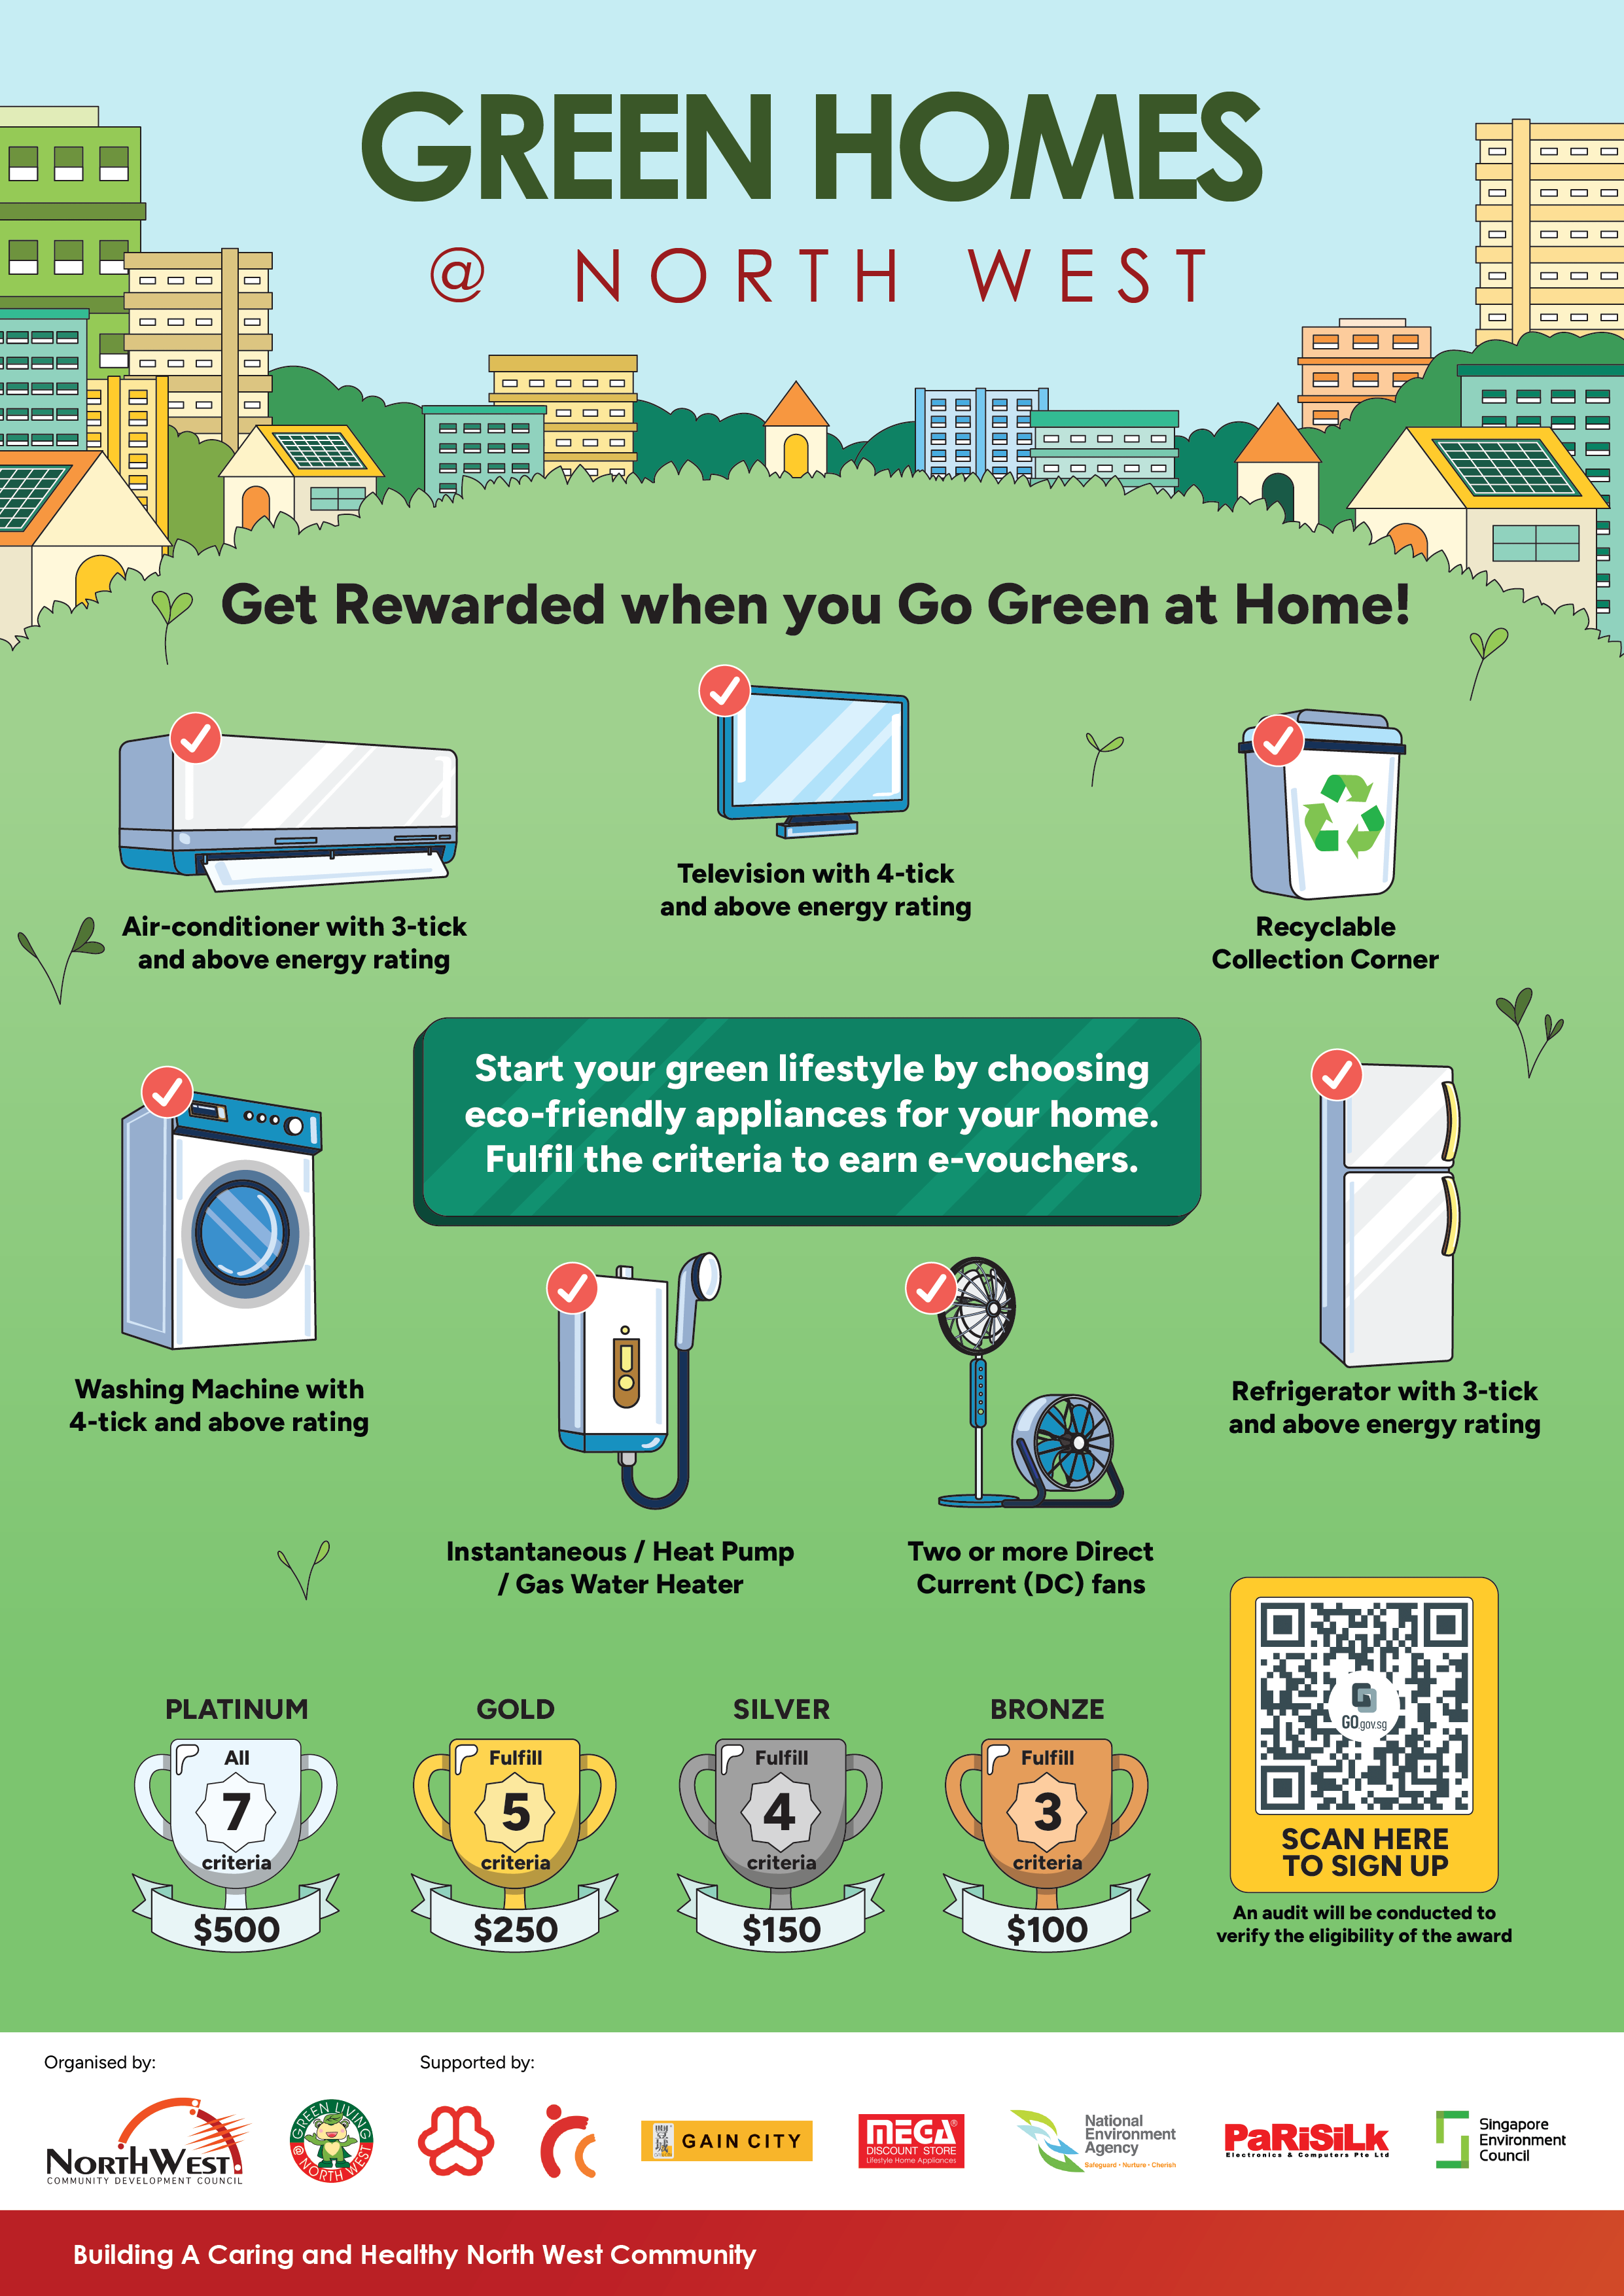 GREEN HOMES
@ NORTH WEST
Get Rewarded when you Go Green at Home!
Air-conditioner with 3-tick
and above energy rating
Television with 4-tick
and above energy rating
Recyclable
Collection Corner
Start your green lifestyle by choosing
eco-friendly appliances for your home.
Fulfil the criteria to earn e-vouchers.
Washing Machine with
4-tick and above rating
Instantaneous / Heat Pump
/ Gas Water Heater
Two or more Direct
Current (DC) fans
Refrigerator with 3-tick
and above energy rating
PLATINUM
All
7
criteria
$500
GOLD
Fulfill
5
criteria
$250
SILVER
Fulfill
4
criteria
$150
BRONZE
Fulfill
3
criteria
$100
GO.gov.sg
SCAN HERE
TO SIGN UP
An audit will be conducted to
verify the eligibility of the award
Organised by:
NORTHWEST
COMMUNITY DEVELOPMENT COUNCIL
GREEN LIVING
@ NORTH WEST
Supported by:
GAIN CITY
MEGA®
DISCOUNT STORE
Lifestyle Home Appliances
National
Environment
Agency
Safeguard • Nurture • Cherish
PaRiSiLk
Electronics & Computers Pte Ltd
Singapore
Environment
Council
Building A Caring and Healthy North West Community